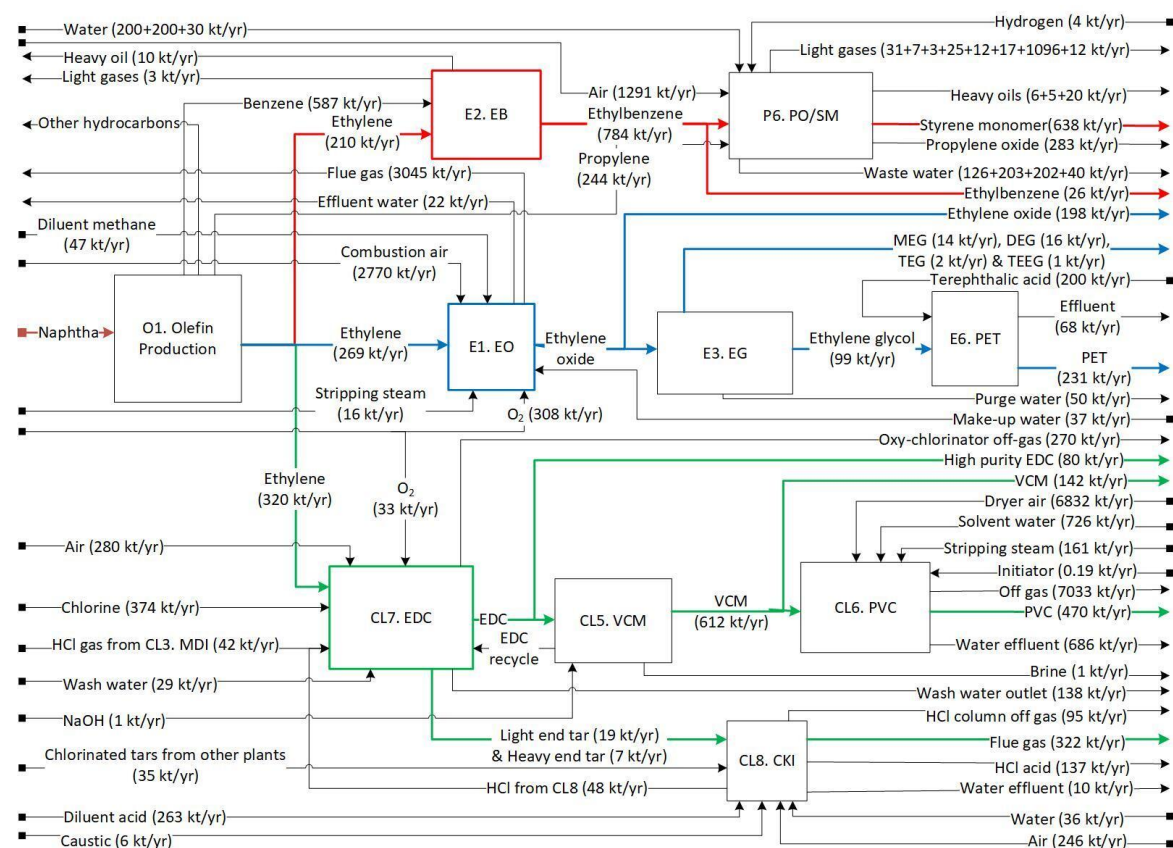 Water (200+200+30 kt/yr)
Hydrogen (4 kt/yr)
Heavy oil (10 kt/yr)
Light gases (31+7+3+25+12+17+1096+12 kt/yr)
Light gases (3 kt/yr)
Benzene (587 kt/yr)
E2. EB
Air (1291 kt/yr)
P6. PO/SM
Heavy oils (6+5+20 kt/yr)
Other hydrocarbons
Ethylene
(210 kt/yr)
Ethylbenzene
(784 kt/yr)
Styrene monomer(638 kt/yr)
Propylene oxide (283 kt/yr)
Propylene
(244 kt/yr)
Flue gas (3045 kt/yr)
Waste water (126+203+202+40 kt/yr)
Effluent water (22 kt/yr)
Ethylbenzene (26 kt/yr)
Ethylene oxide (198 kt/yr)
Diluent methane
(47 kt/yr)
Combustion air
(2770 kt/yr)
MEG (14 kt/yr), DEG (16 kt/yr),
TEG (2 kt/yr) & TEEG (1 kt/yr)
Terephthalic acid (200 kt/yr)
Naphtha
O1. Olefin
Production
Ethylene
(269 kt/yr)
E1. EO
Ethylene
oxide
E3. EG
Ethylene glycol
(99 kt/yr)
E6. PET
Effluent
(68 kt/yr)
PET
(231 kt/yr)
Stripping steam
(16 kt/yr)
O2 (308 kt/yr)
Purge water (50 kt/yr)
Make-up water (37 kt/yr)
Oxy-chlorinator off-gas (270 kt/yr)
High purity EDC (80 kt/yr)
VCM (142 kt/yr)
Ethylene
(320 kt/yr)
O2
(33 kt/yr)
Dryer air (6832 kt/yr)
Solvent water (726 kt/yr)
Air (280 kt/yr)
Stripping steam (161 kt/yr)
Initiator (0.19 kt/yr)
Off gas (7033 kt/yr)
Chlorine (374 kt/yr)
CL7. EDC
EDC
CL5. VCM
VCM
(612 kt/yr)
CL6. PVC
PVC (470 kt/yr)
HCl gas from CL3. MDI (42 kt/yr)
EDC
recycle
Water effluent (686 kt/yr)
Wash water (29 kt/yr)
Brine (1 kt/yr)
Wash water outlet (138 kt/yr)
NaOH (1 kt/yr)
HCl column off gas (95 kt/yr)
Light end tar (19 kt/yr)
& Heavy end tar (7 kt/yr)
Flue gas (322 kt/yr)
Chlorinated tars from other plants
(35 kt/yr)
CL8. CKI
HCl acid (137 kt/yr)
HCl from CL8 (48 kt/yr)
Water effluent (10 kt/yr)
Diluent acid (263 kt/yr)
Water (36 kt/yr)
Caustic (6 kt/yr)
Air (246 kt/yr)